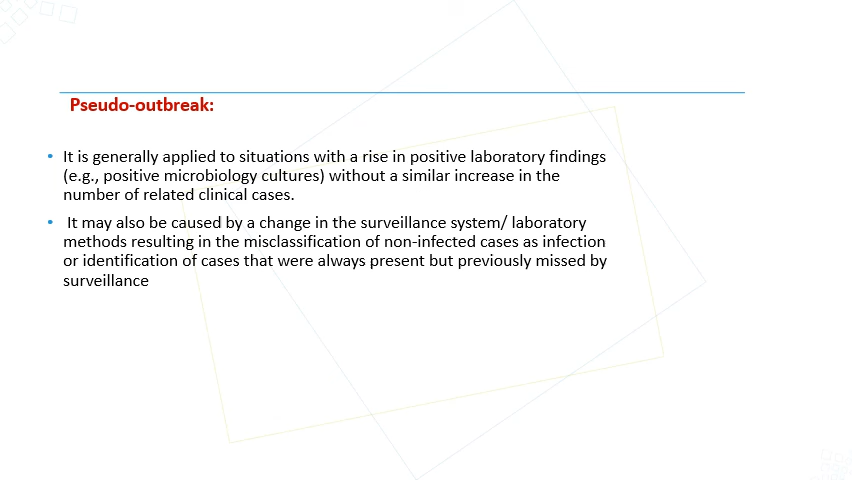 Pseudo-outbreak:
• It is generally applied to situations with a rise in positive laboratory findings
(e.g., positive microbiology cultures) without a similar increase in the
number of related clinical cases.
• It may also be caused by a change in the surveillance system/ laboratory
methods resulting in the misclassification of non-infected cases as infection
or identification of cases that were always present but previously missed by
surveillance